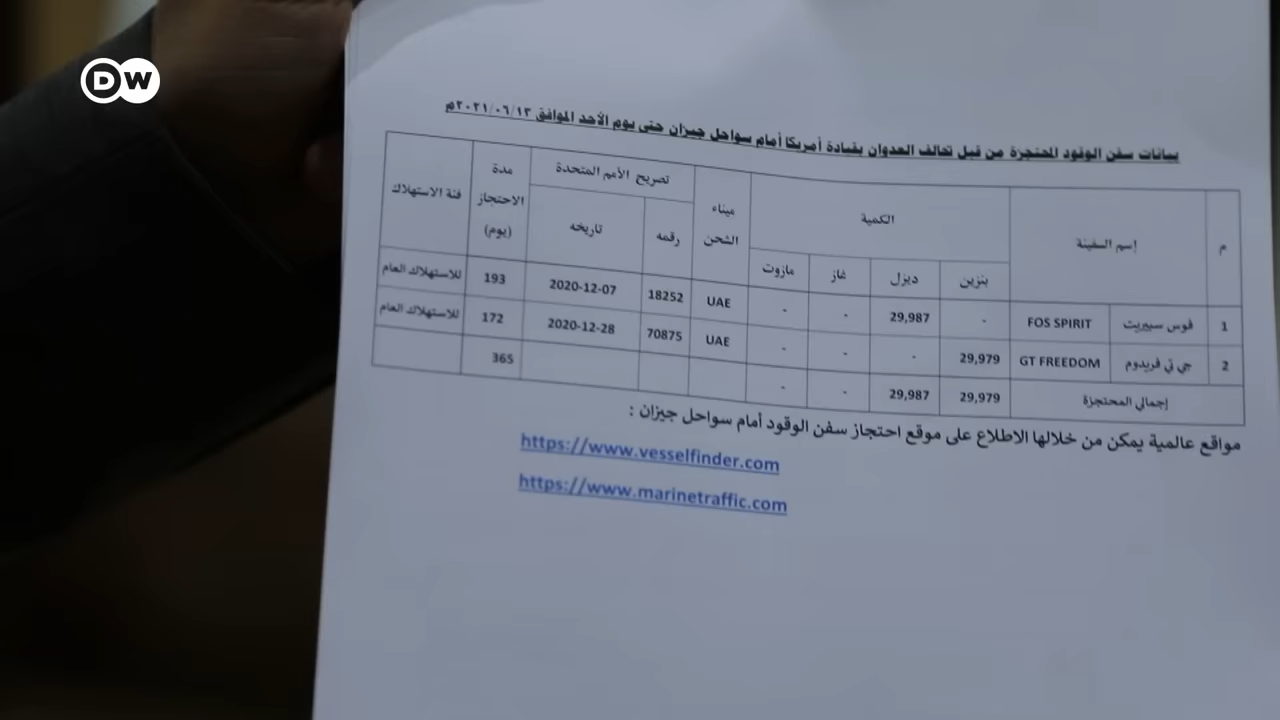 DW
بيانات سفن الوقود المحتجزة من قبل تحالف العدوان بقيادة أمريكا أمام سواحل جيزان حتى يوم الأحد الموافق ٢٠٢١/٠٦/١٣م
م إسم السفينة الكمية ميناء الشحن تصريح الأمم المتحدة مدة الاحتجاز (يوم) فئة الاستهلاك
بنزين ديزل غاز مازوت رقمه تاريخه
1 فوس سبيريت FOS SPIRIT - 29,987 - - UAE 18252 2020-12-07 193 للاستهلاك العام
2 جي تي فريدوم GT FREEDOM 29,979 - - - UAE 70875 2020-12-28 172 للاستهلاك العام
إجمالي المحتجزة 29,979 29,987 - - 365
مواقع عالمية يمكن من خلالها الاطلاع على موقع احتجاز سفن الوقود أمام سواحل جيزان :
https://www.vesselfinder.com
https://www.marinetraffic.com